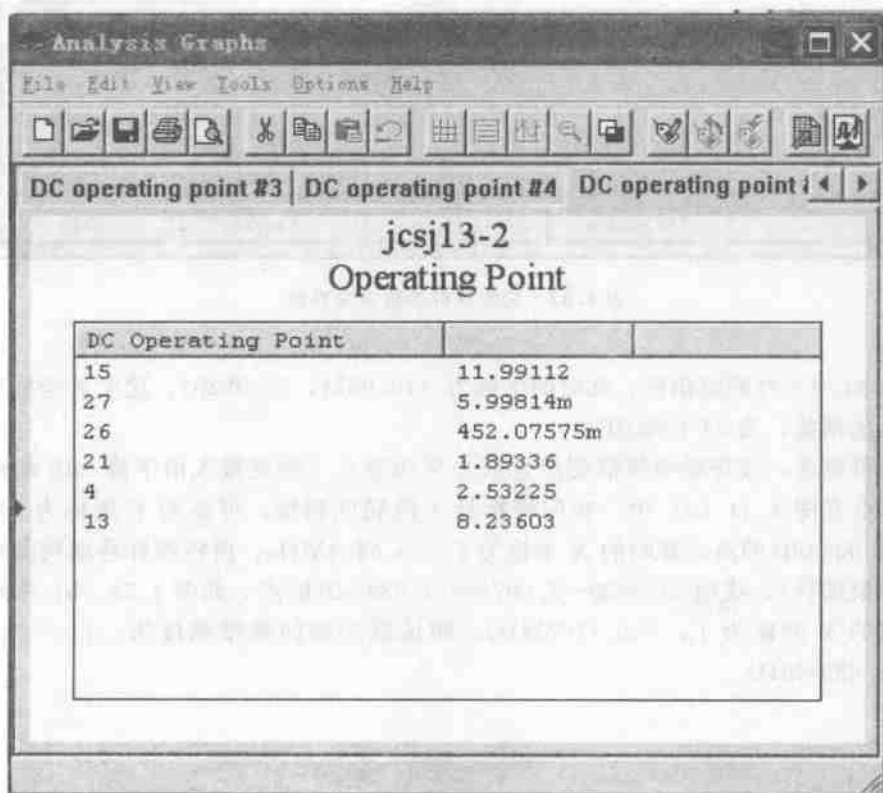 Analysis Graphs
File Edit View Tools Options Help
DC operating point #3 DC operating point #4 DC operating point
jcsj13-2
Operating Point
DC Operating Point
15 11.99112
27 5.99814m
26 452.07575m
21 1.89336
4 2.53225
13 8.23603